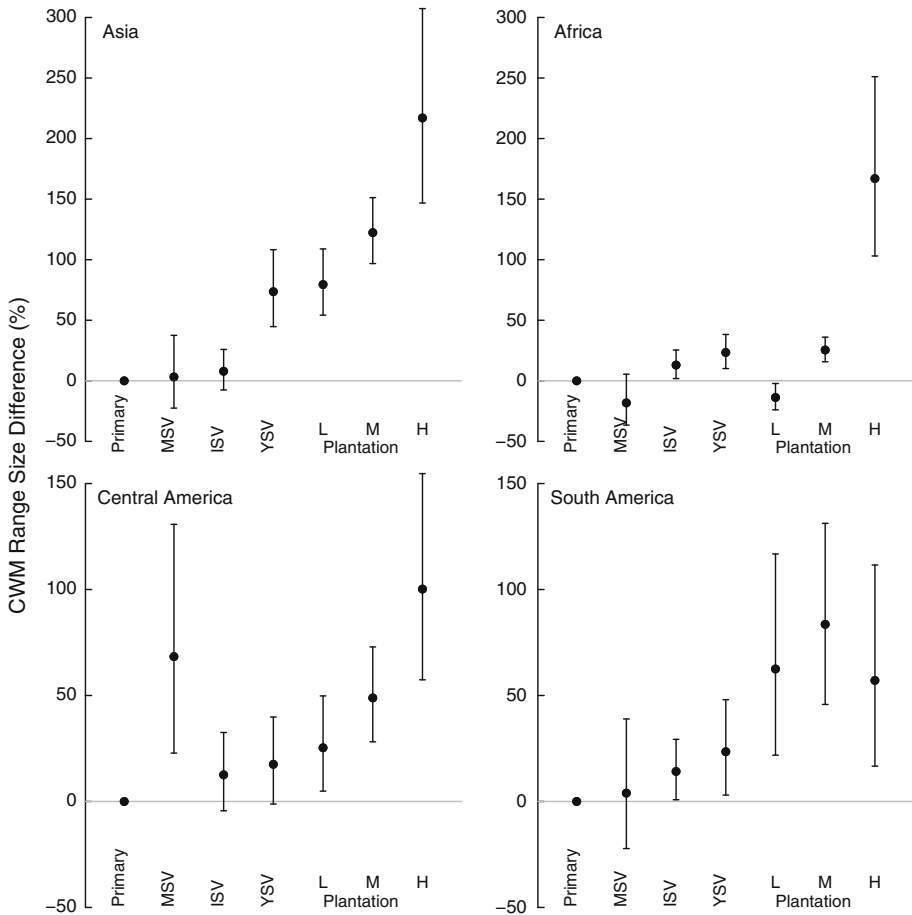 CWM Range Size Difference (%)
Asia
300
250
200
150
100
50
0
−50
Primary
MSV
ISV
YSV
L
M
H
Plantation
Africa
300
250
200
150
100
50
0
−50
Primary
MSV
ISV
YSV
L
M
H
Plantation
Central America
150
100
50
0
−50
Primary
MSV
ISV
YSV
L
M
H
Plantation
South America
150
100
50
0
−50
Primary
MSV
ISV
YSV
L
M
H
Plantation